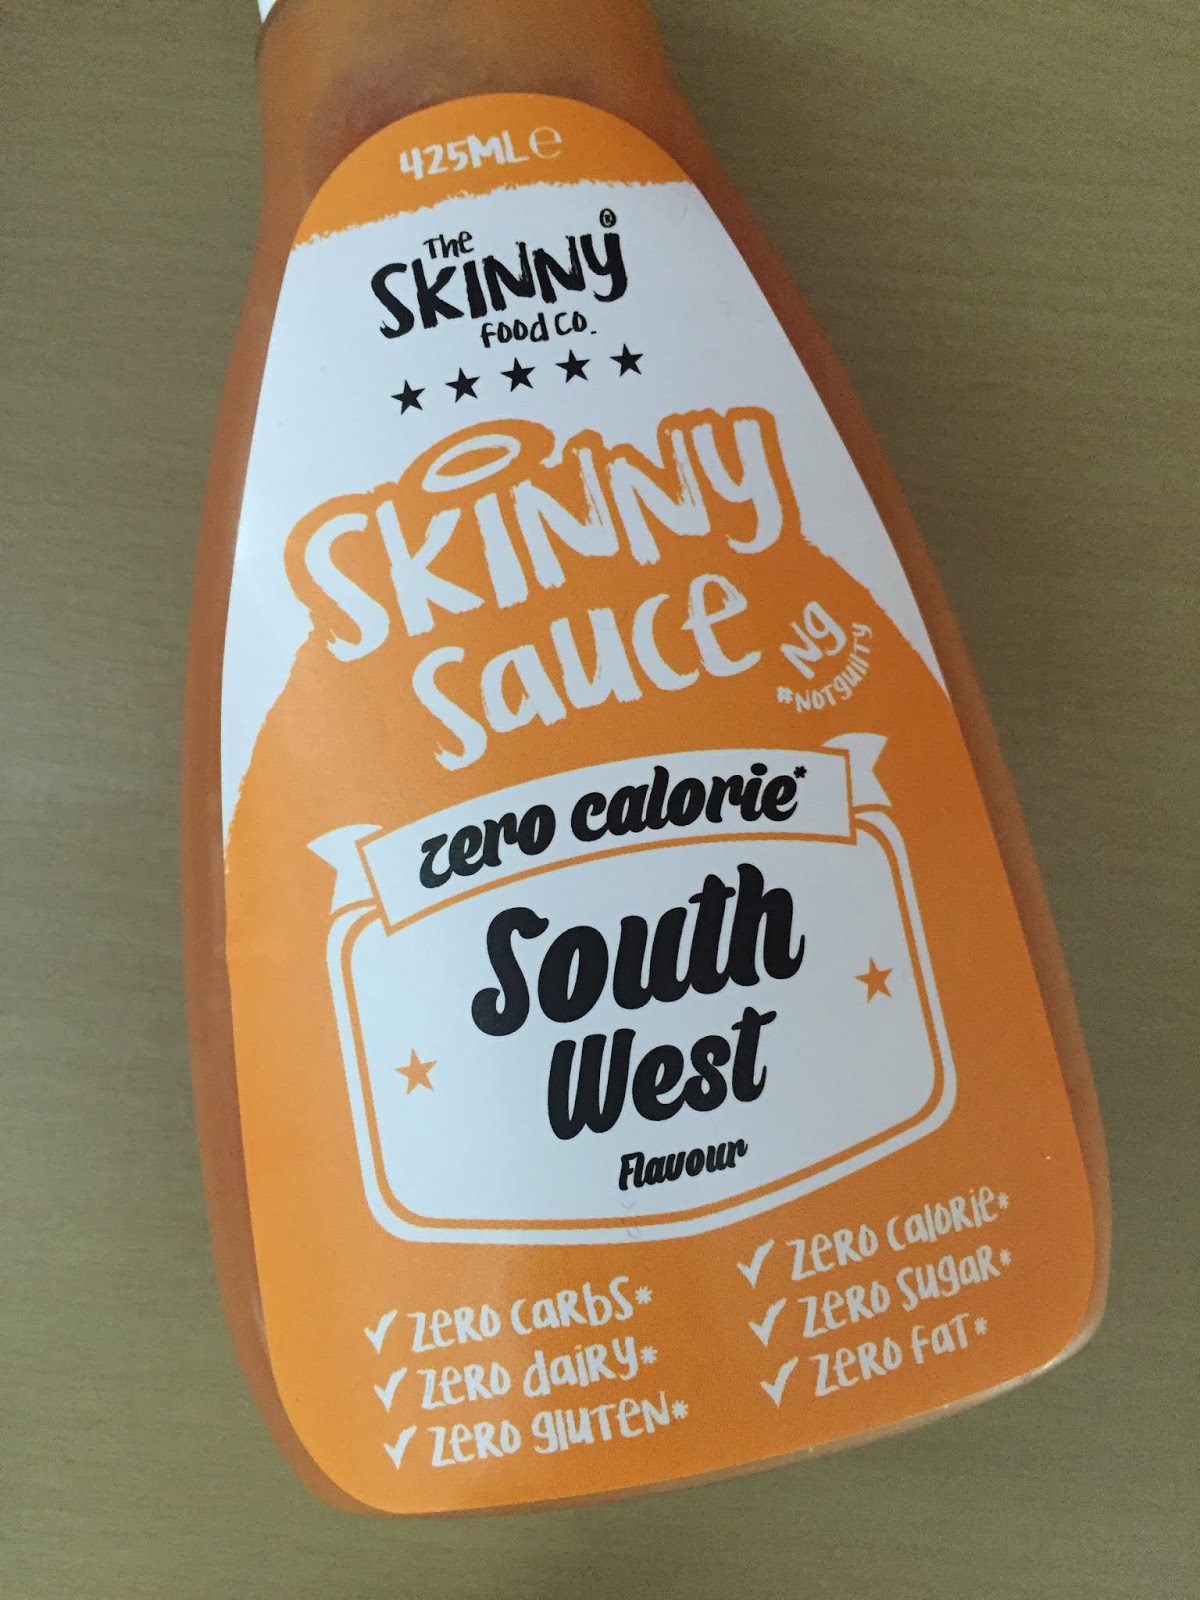 425ML℮
The
SKINNY®
FOOD CO.
SKINNY
Sauce
NG
#NOTGUILTY
zero calorie*
South
West
Flavour
✓ ZERO CARBS*
✓ ZERO DAIRY*
✓ ZERO GLUTEN*
✓ ZERO CALORIE*
✓ ZERO SUGAR*
✓ ZERO FAT*